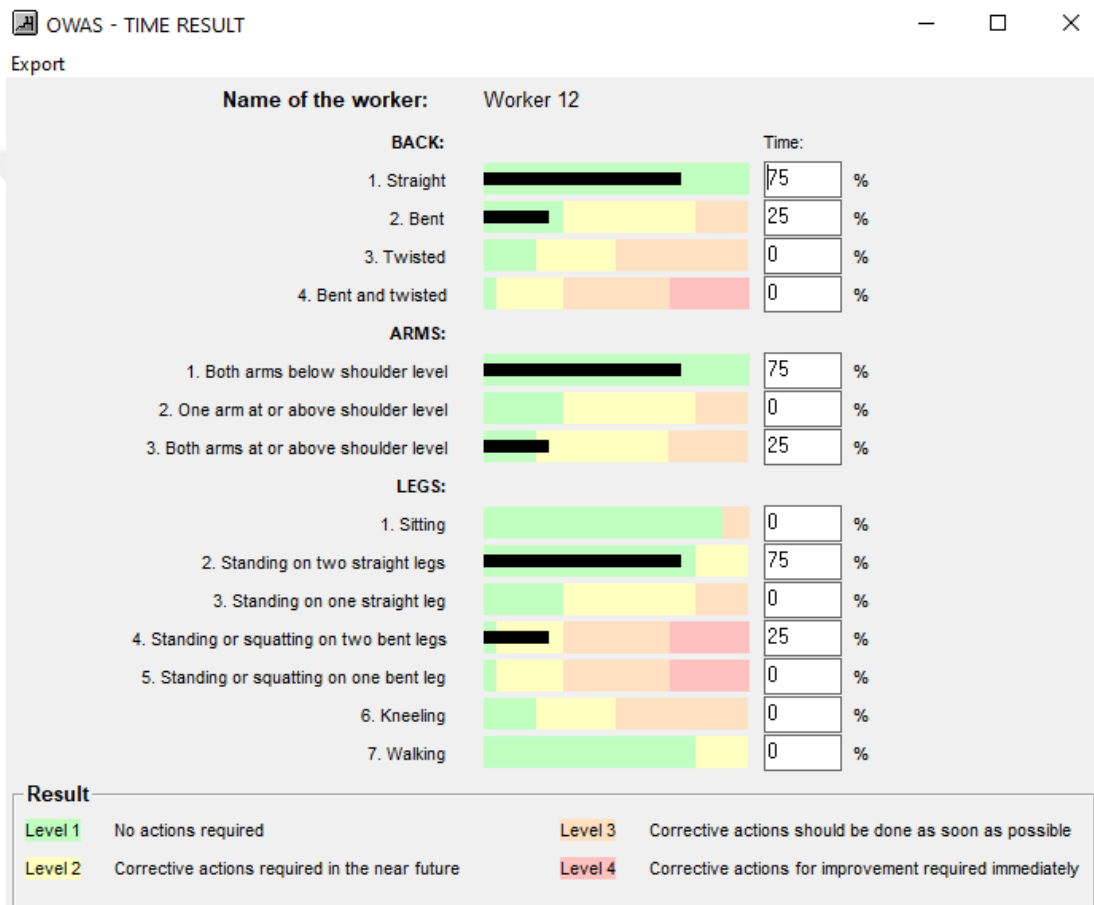 OWAS - TIME RESULT
Export
Name of the worker: Worker 12
BACK: Time:
1. Straight 75 %
2. Bent 25 %
3. Twisted 0 %
4. Bent and twisted 0 %
ARMS:
1. Both arms below shoulder level 75 %
2. One arm at or above shoulder level 0 %
3. Both arms at or above shoulder level 25 %
LEGS:
1. Sitting 0 %
2. Standing on two straight legs 75 %
3. Standing on one straight leg 0 %
4. Standing or squatting on two bent legs 25 %
5. Standing or squatting on one bent leg 0 %
6. Kneeling 0 %
7. Walking 0 %
Result
Level 1 No actions required Level 3 Corrective actions should be done as soon as possible
Level 2 Corrective actions required in the near future Level 4 Corrective actions for improvement required immediately